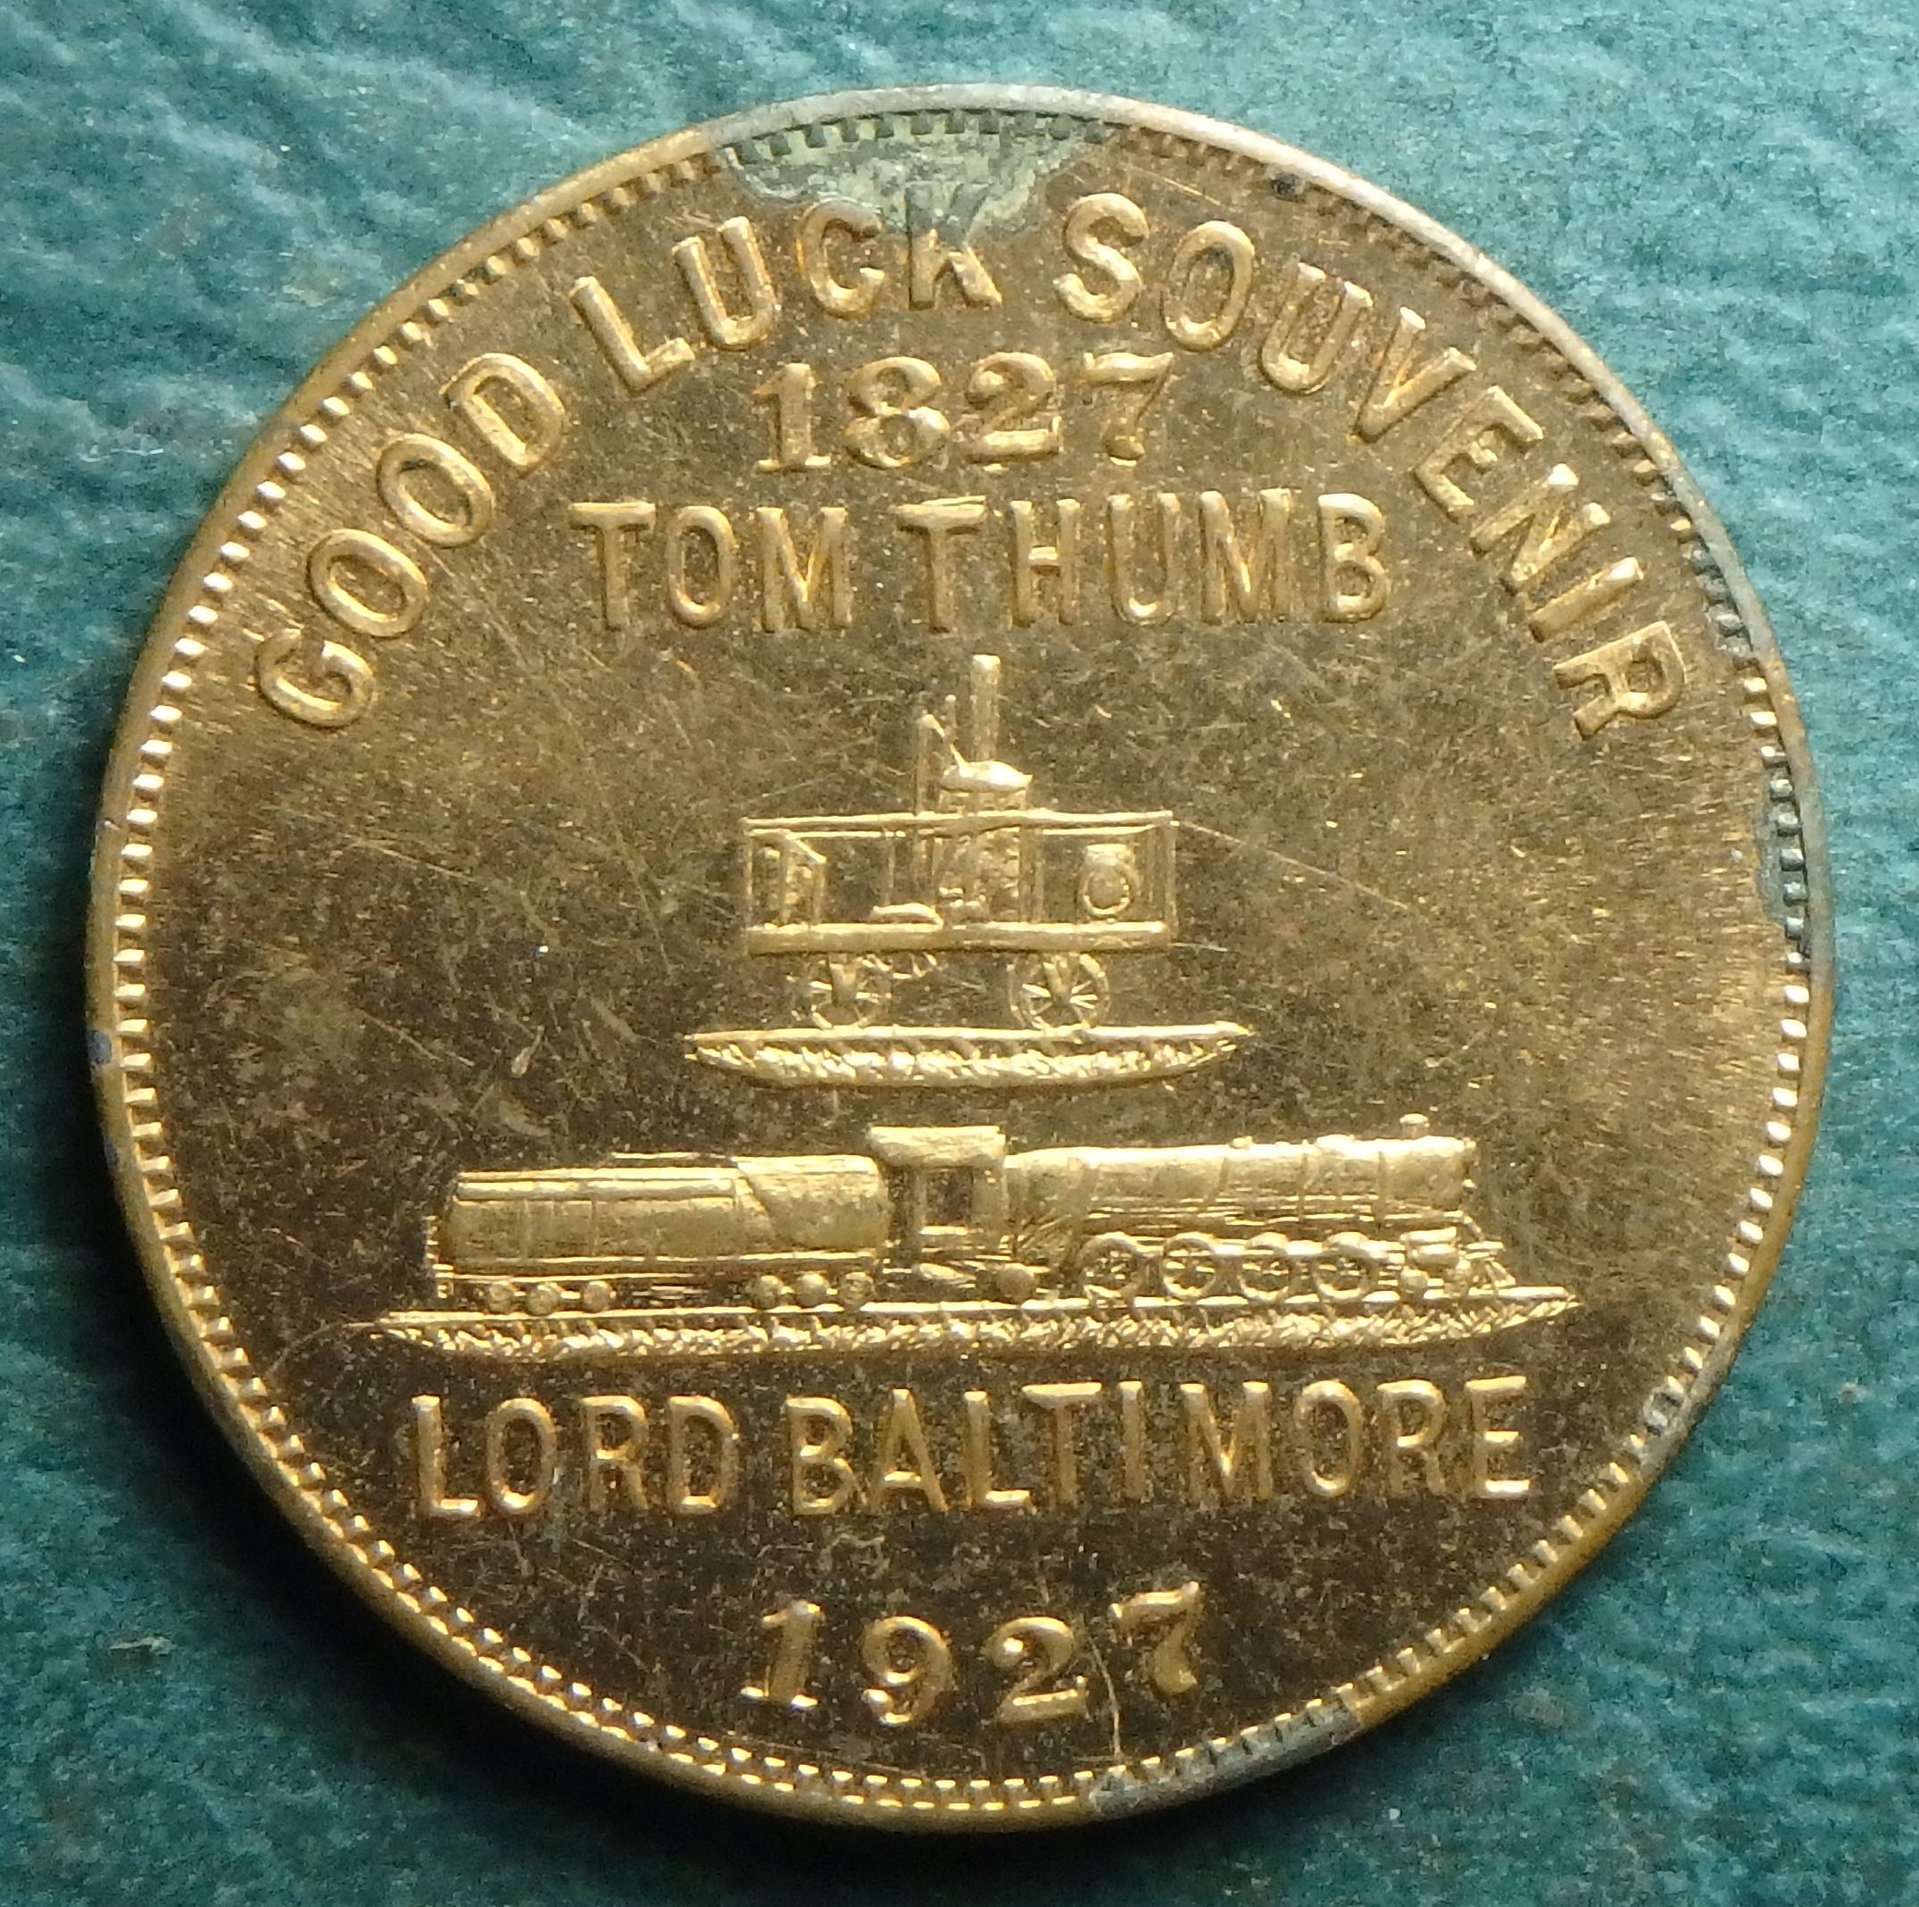 GOOD LUCK SOUVENIR
1827
TOM THUMB
LORD BALTIMORE
1927